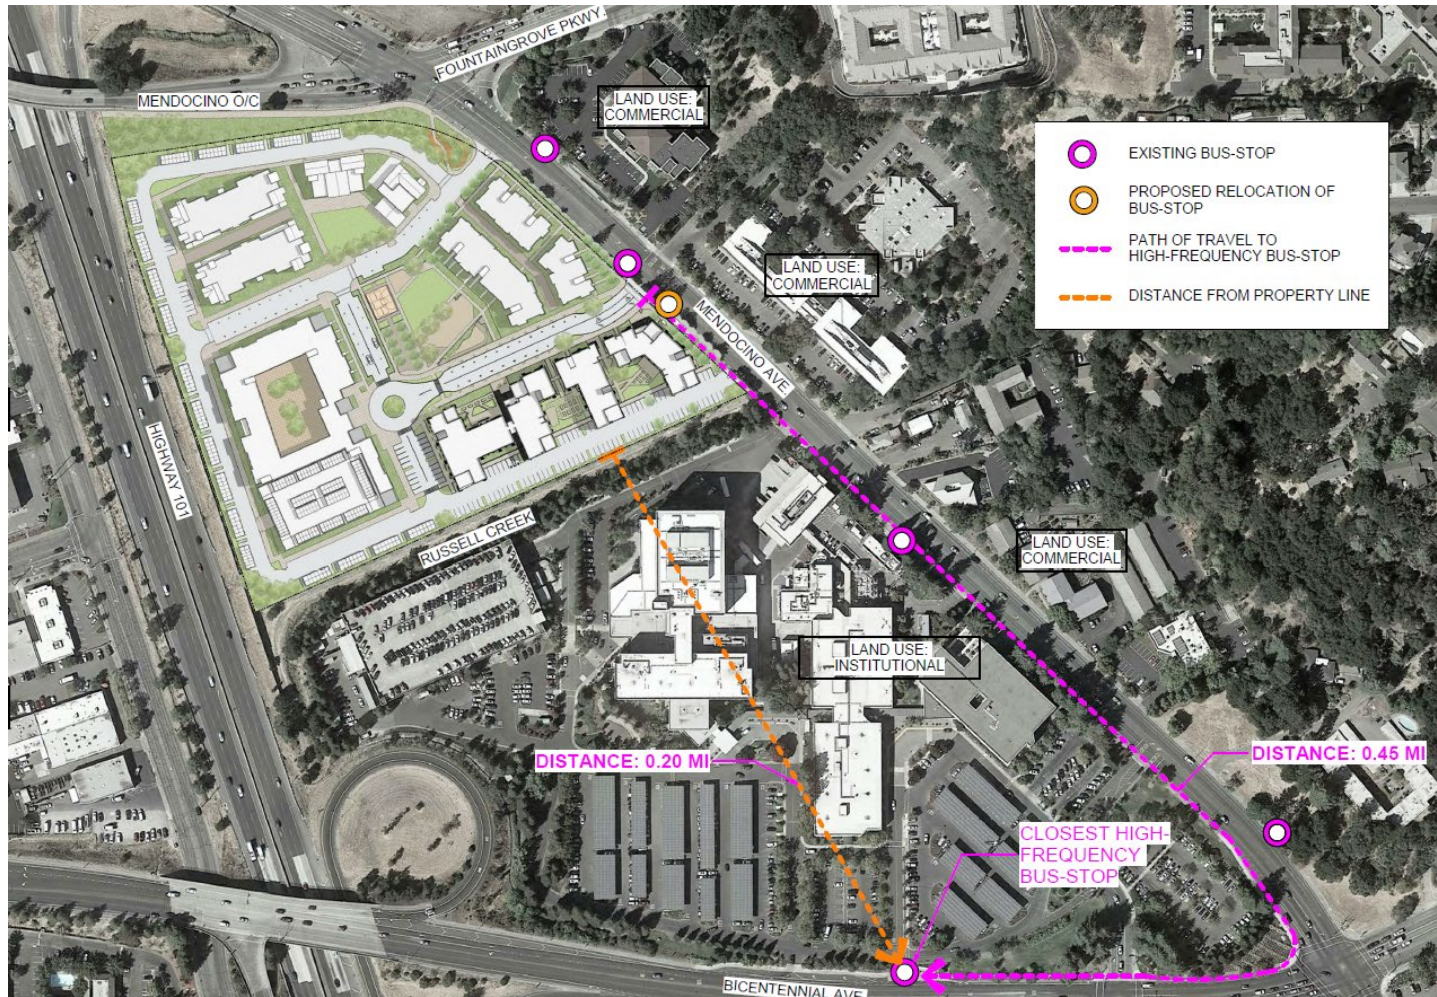 FOUNTAINGROVE PKWY.
MENDOCINO O/C
LAND USE:
COMMERCIAL
EXISTING BUS-STOP
PROPOSED RELOCATION OF
BUS-STOP
PATH OF TRAVEL TO
HIGH-FREQUENCY BUS-STOP
DISTANCE FROM PROPERTY LINE
LAND USE:
COMMERCIAL
MENDOCINO AVE
HIGHWAY 101
RUSSELL CREEK
LAND USE:
COMMERCIAL
LAND USE:
INSTITUTIONAL
DISTANCE: 0.20 MI
DISTANCE: 0.45 MI
CLOSEST HIGH-
FREQUENCY
BUS-STOP
BICENTENNIAL AVE